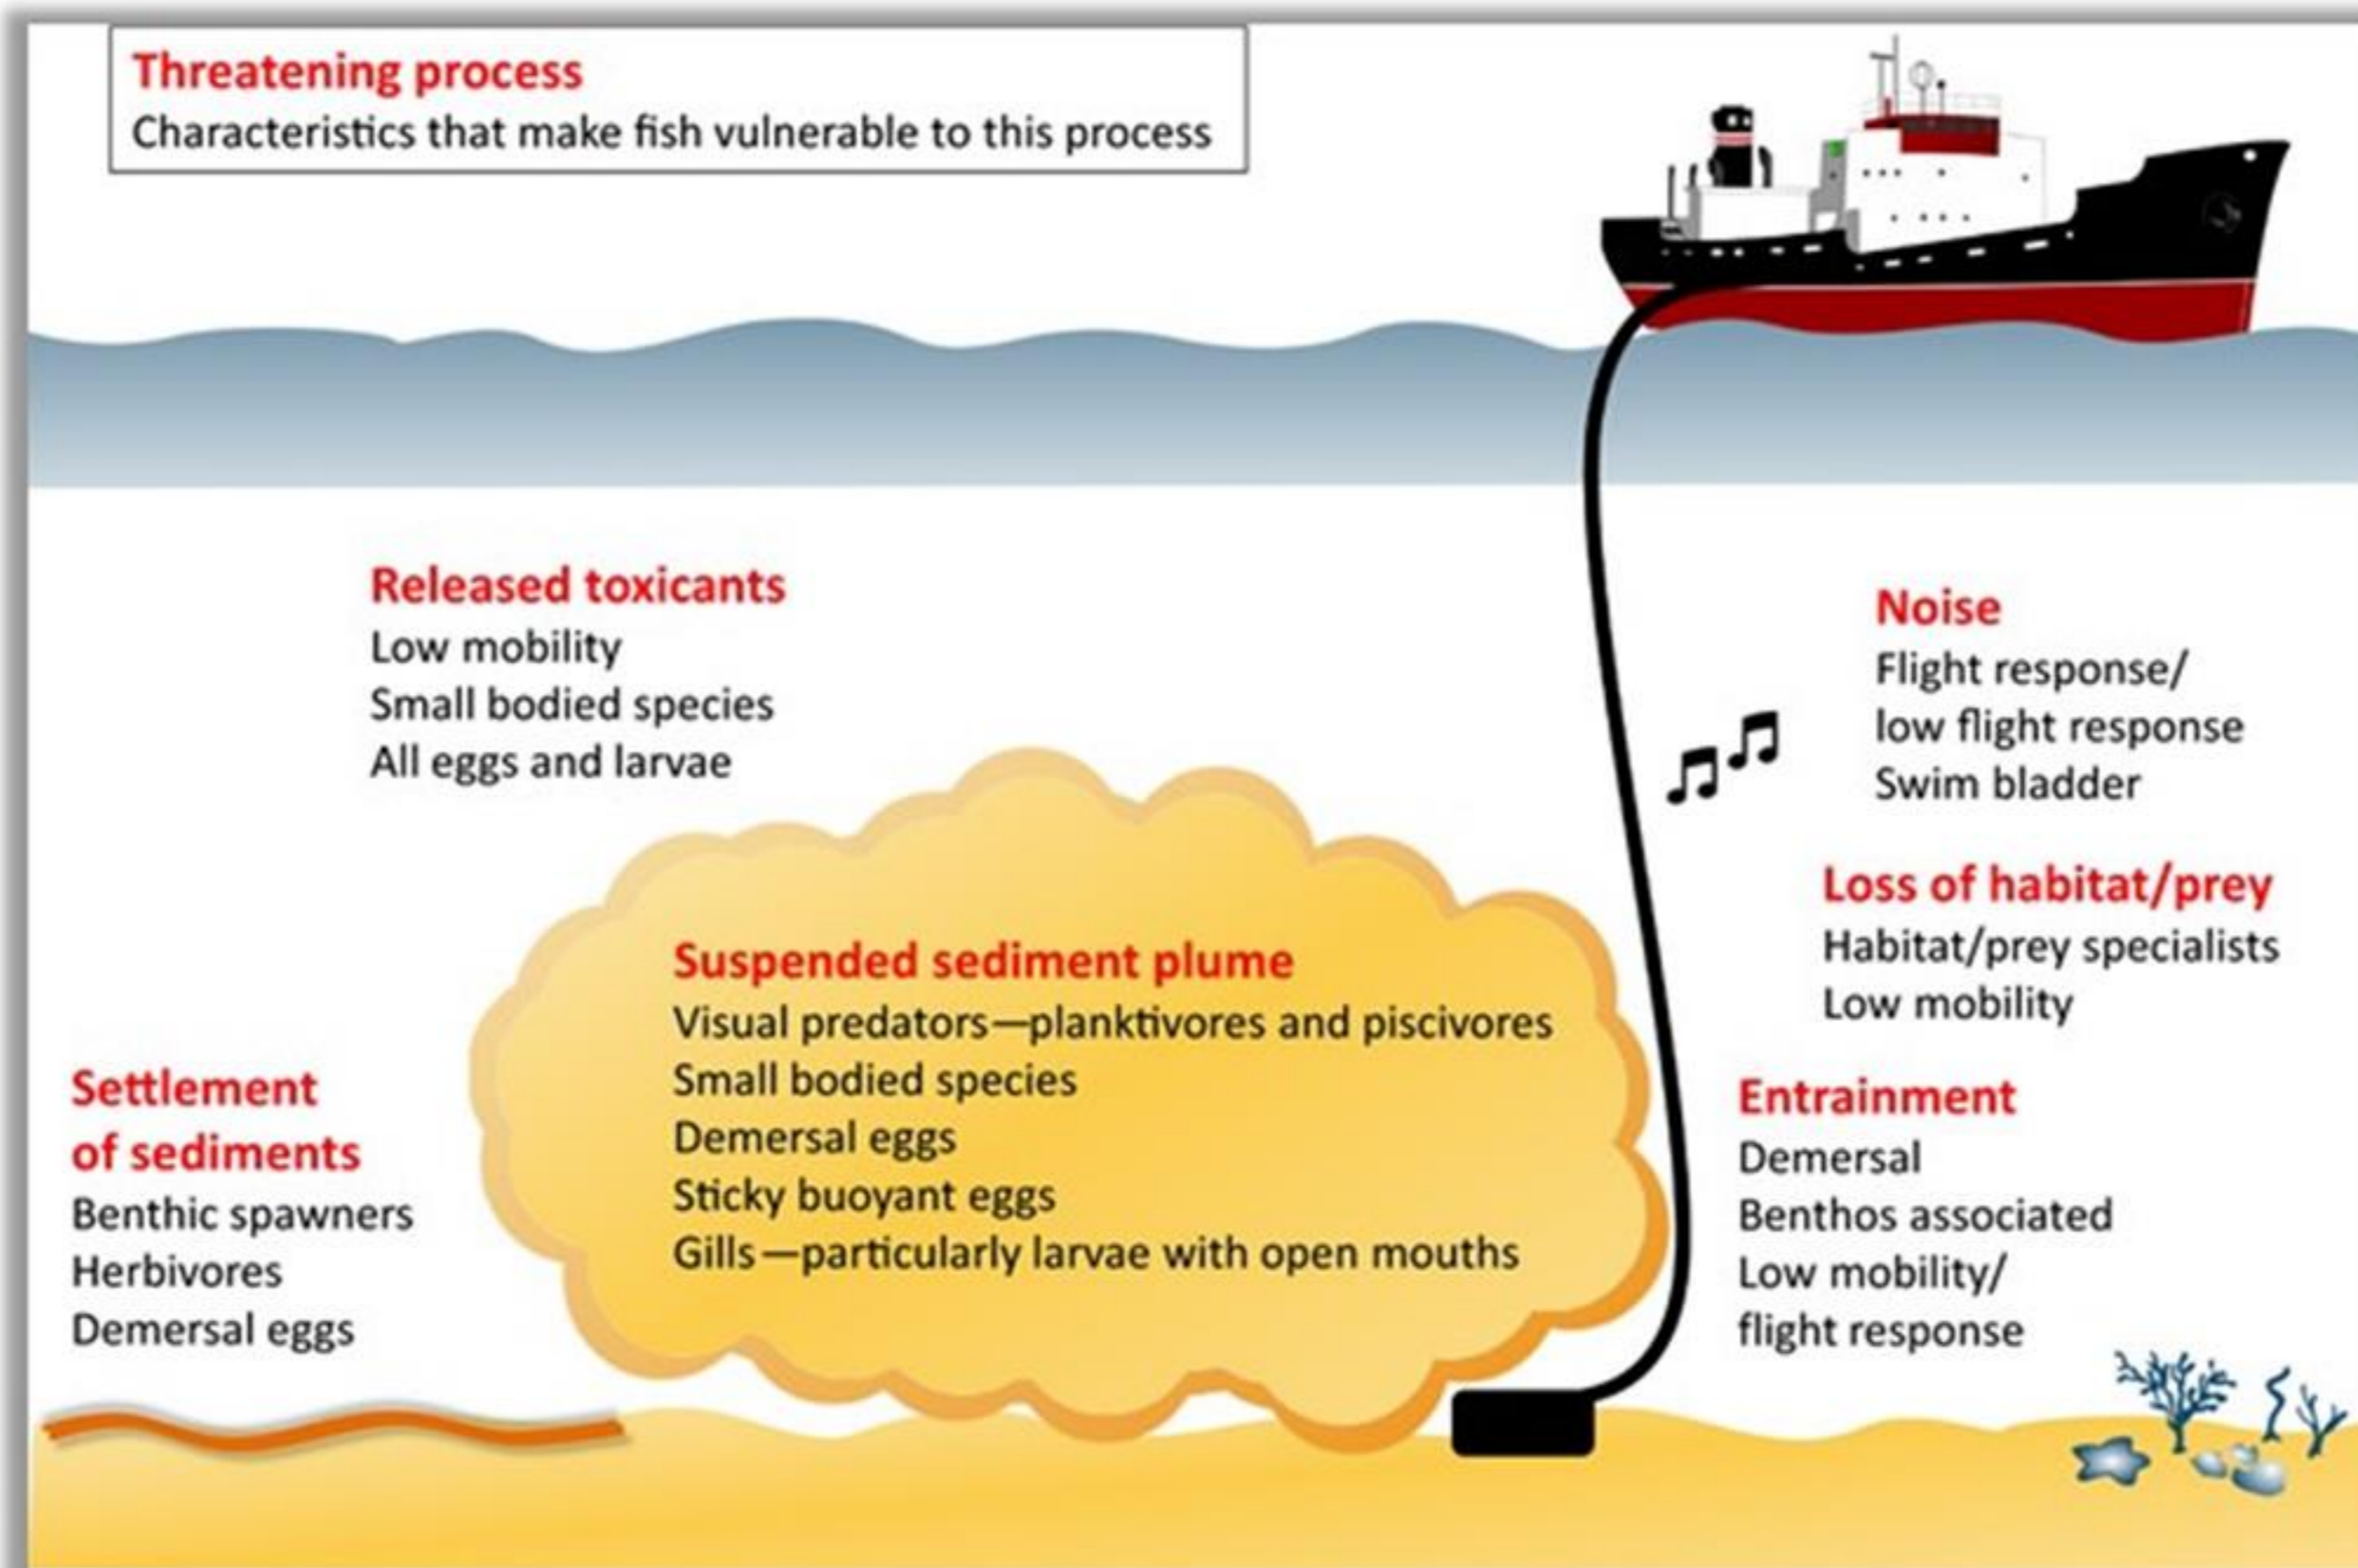 Threatening process
Characteristics that make fish vulnerable to this process
Released toxicants
Low mobility
Small bodied species
All eggs and larvae
Noise
Flight response/
low flight response
Swim bladder
Loss of habitat/prey
Habitat/prey specialists
Low mobility
Suspended sediment plume
Visual predators—planktivores and piscivores
Small bodied species
Demersal eggs
Sticky buoyant eggs
Gills—particularly larvae with open mouths
Settlement
of sediments
Benthic spawners
Herbivores
Demersal eggs
Entrainment
Demersal
Benthos associated
Low mobility/
flight response